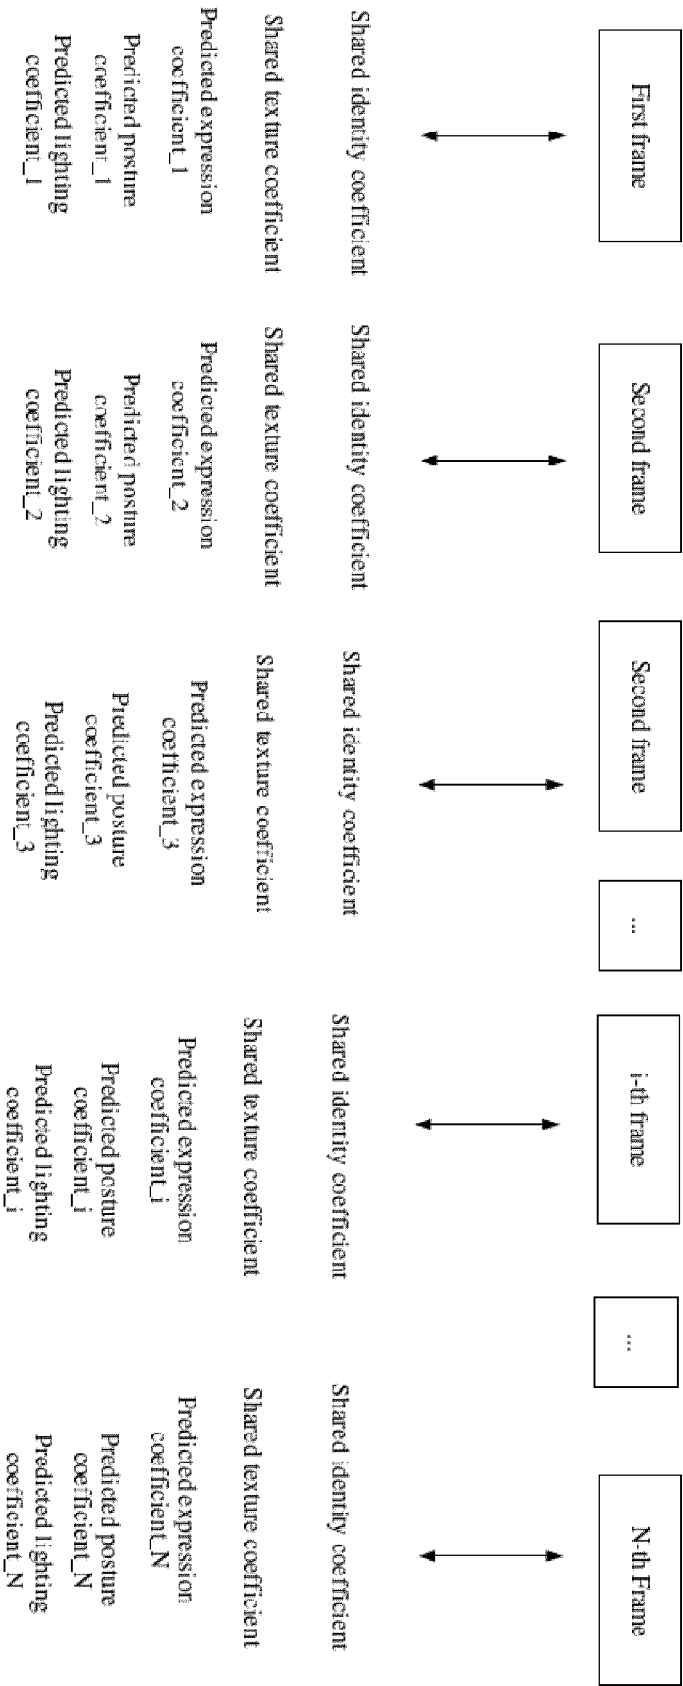 First frame
Shared identity coefficient
Shared texture coefficient
Predicted expression
coefficient_1
Predicted posture
coefficient_1
Predicted lighting
coefficient_1
Second frame
Shared identity coefficient
Shared texture coefficient
Predicted expression
coefficient_2
Predicted posture
coefficient_2
Predicted lighting
coefficient_2
Second frame
Shared identity coefficient
Shared texture coefficient
Predicted expression
coefficient_3
Predicted posture
coefficient_3
Predicted lighting
coefficient_3
...
i-th frame
Shared identity coefficient
Shared texture coefficient
Predicted expression
coefficient_i
Predicted posture
coefficient_i
Predicted lighting
coefficient_i
...
N-th Frame
Shared identity coefficient
Shared texture coefficient
Predicted expression
coefficient_N
Predicted posture
coefficient_N
Predicted lighting
coefficient_N